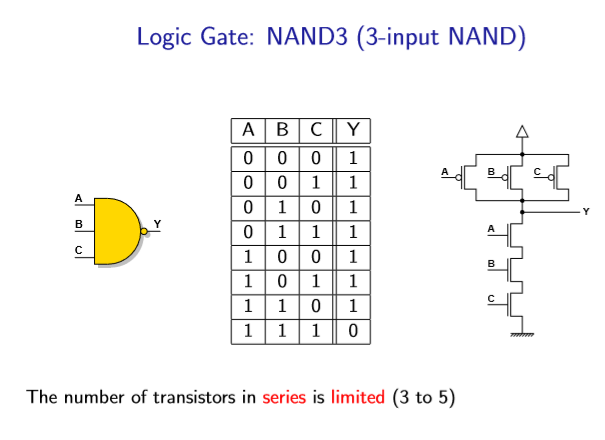 Logic Gate: NAND3 (3-input NAND)
A B C Y
0 0 0 1
0 0 1 1
0 1 0 1
0 1 1 1
1 0 0 1
1 0 1 1
1 1 0 1
1 1 1 0
A
B
C
Y
A B C
Y
A
B
C
The number of transistors in series is limited (3 to 5)